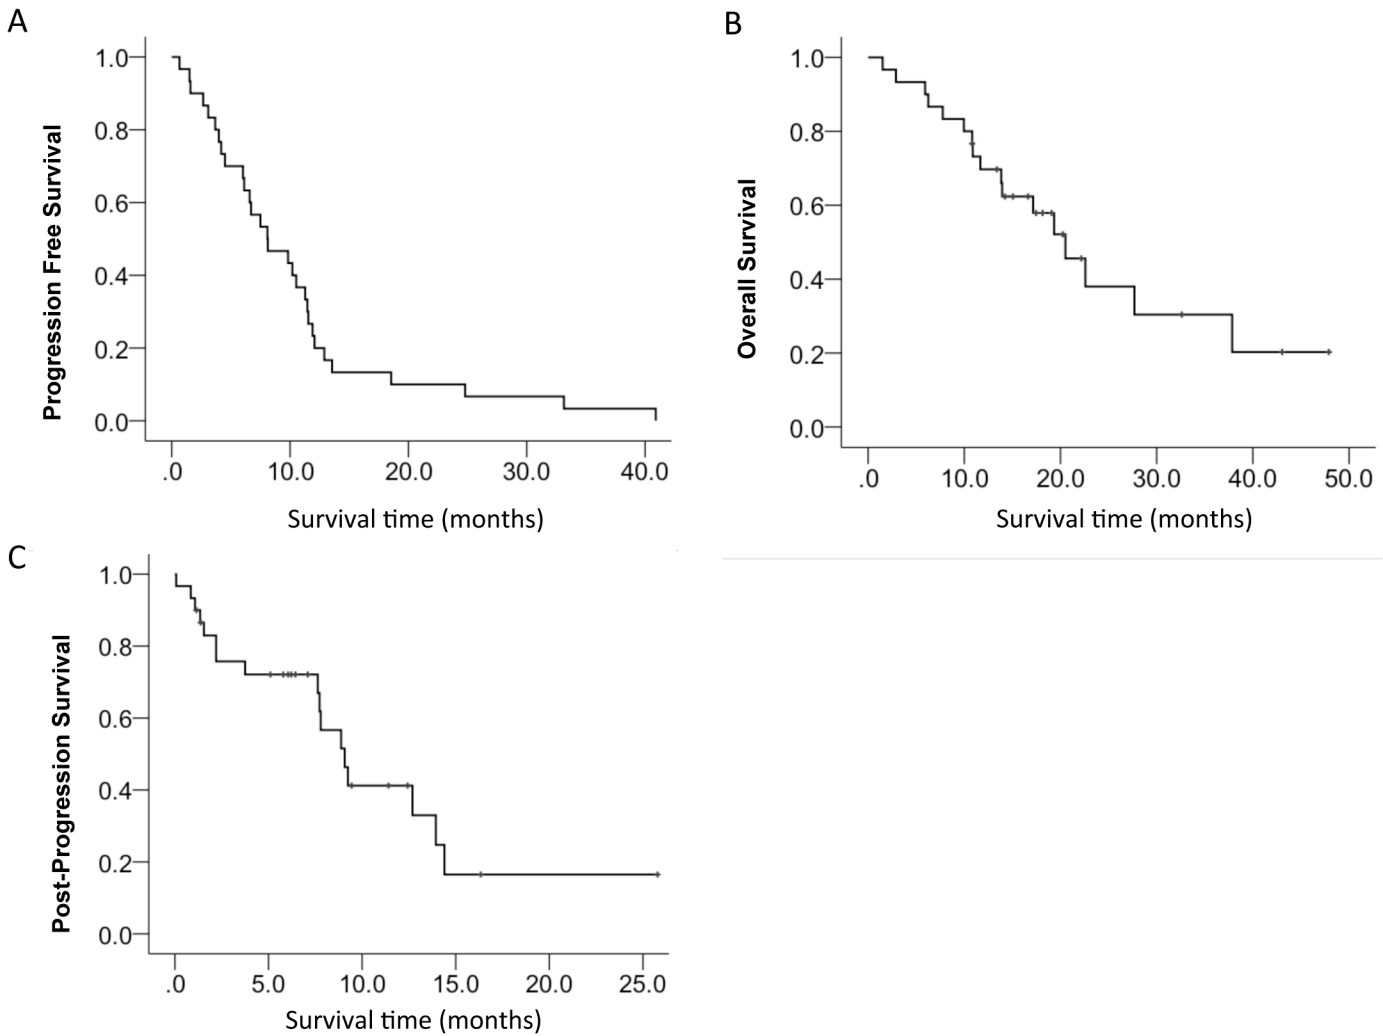 A
Progression Free Survival
1.0
0.8
0.6
0.4
0.2
0.0
.0 10.0 20.0 30.0 40.0
Survival time (months)
B
Overall Survival
1.0
0.8
0.6
0.4
0.2
0.0
.0 10.0 20.0 30.0 40.0 50.0
Survival time (months)
C
Post-Progression Survival
1.0
0.8
0.6
0.4
0.2
0.0
.0 5.0 10.0 15.0 20.0 25.0
Survival time (months)